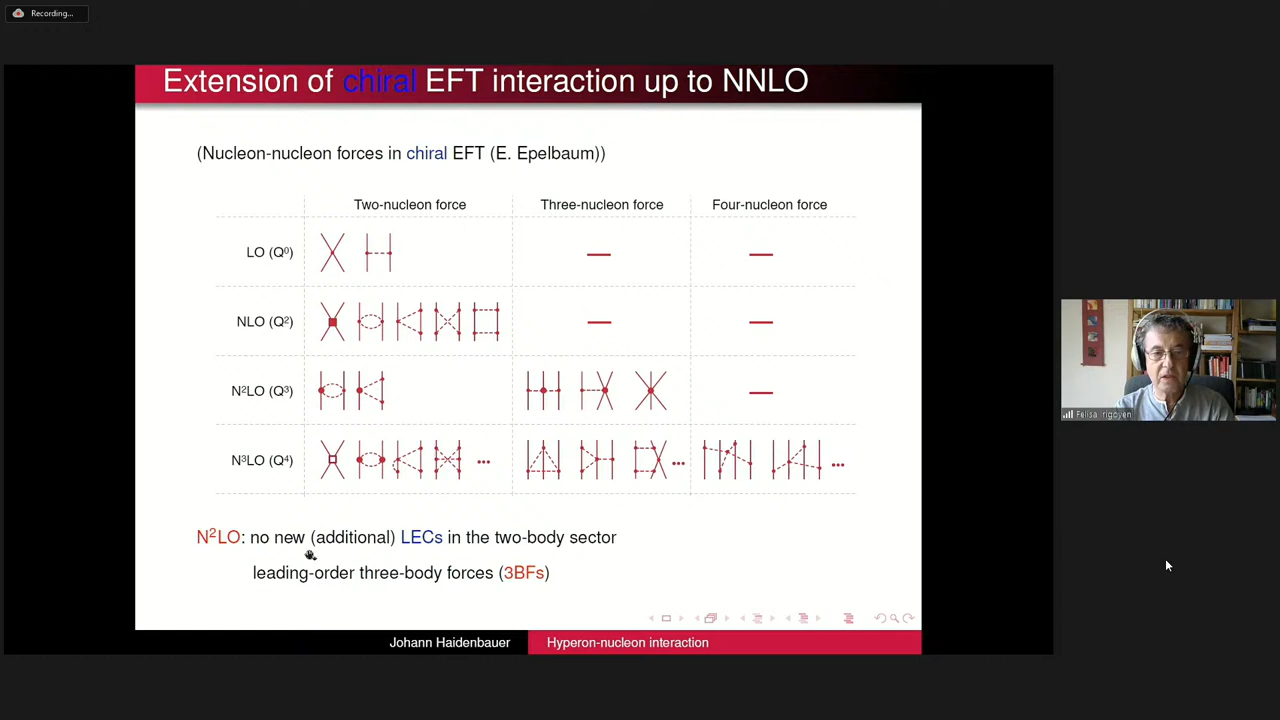 Recording...
Extension of chiral EFT interaction up to NNLO
(Nucleon-nucleon forces in chiral EFT (E. Epelbaum))
Two-nucleon force Three-nucleon force Four-nucleon force
LO (Q⁰)
NLO (Q²)
N²LO (Q³)
N³LO (Q⁴)
Felisa Irigoyen
N²LO: no new (additional) LECs in the two-body sector
leading-order three-body forces (3BFs)
Johann Haidenbauer Hyperon-nucleon interaction